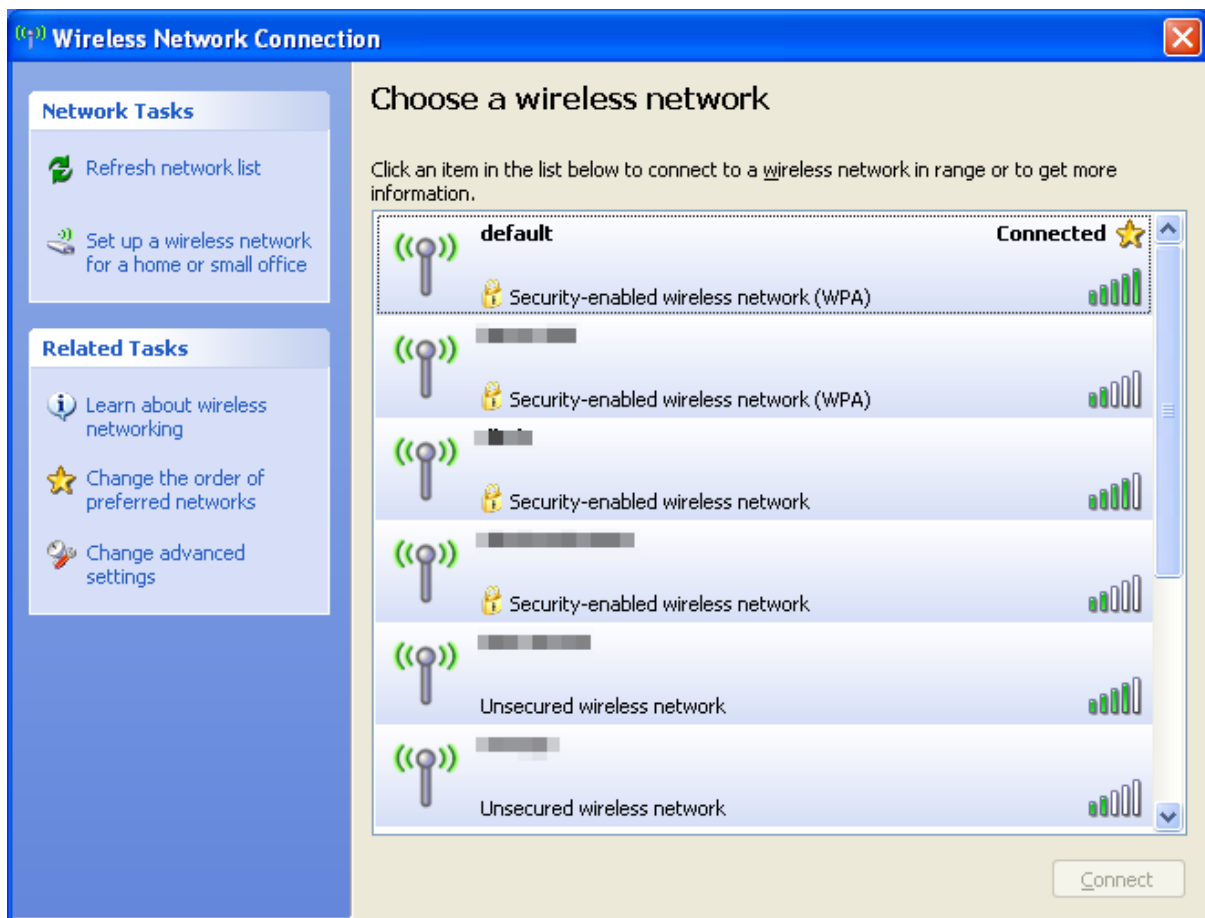 Wireless Network Connection
Network Tasks
Refresh network list
Set up a wireless network
for a home or small office
Related Tasks
Learn about wireless
networking
Change the order of
preferred networks
Change advanced
settings
Choose a wireless network
Click an item in the list below to connect to a wireless network in range or to get more
information.
default
Connected
Security-enabled wireless network (WPA)
Security-enabled wireless network (WPA)
Security-enabled wireless network
Security-enabled wireless network
Unsecured wireless network
Unsecured wireless network
Connect